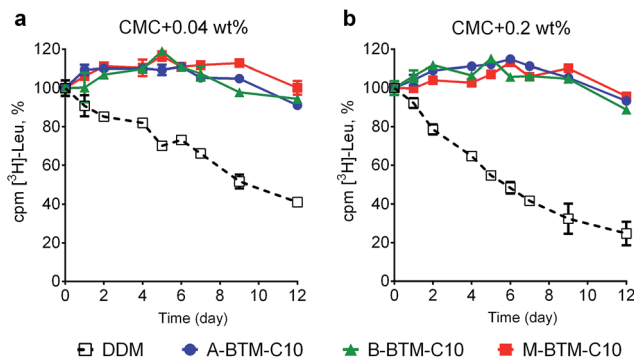 a
CMC+0.04 wt%
cpm [³H]-Leu, %
120
100
80
60
40
20
0
0 2 4 6 8 10 12
Time (day)
b
CMC+0.2 wt%
cpm [³H]-Leu, %
120
100
80
60
40
20
0
0 2 4 6 8 10 12
Time (day)
DDM A-BTM-C10 B-BTM-C10 M-BTM-C10